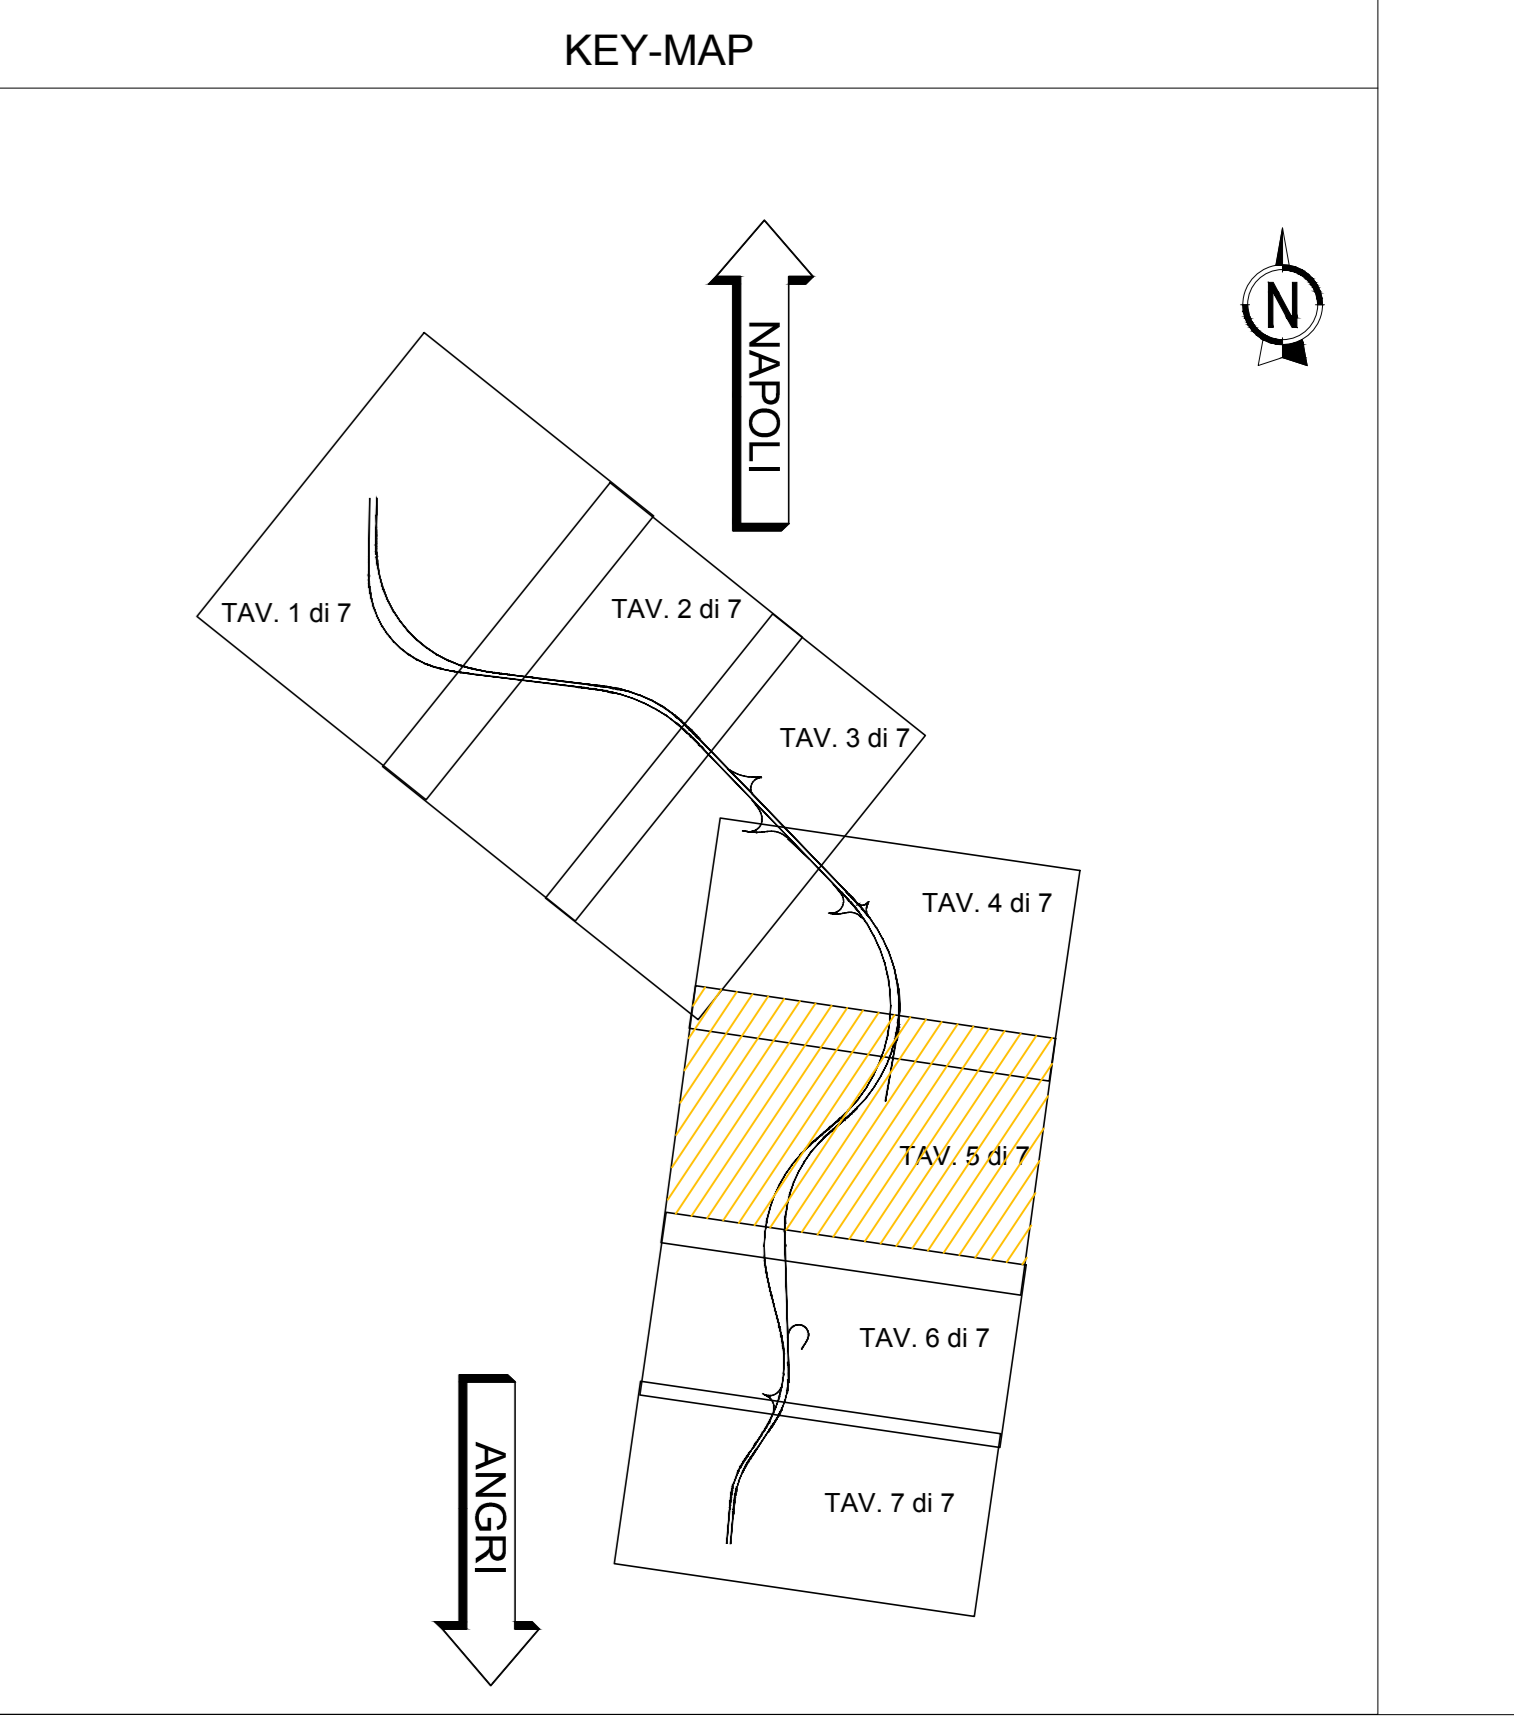 KEY-MAP
N
NAPOLI
TAV. 1 di 7
TAV. 2 di 7
TAV. 3 di 7
TAV. 4 di 7
TAV. 5 di 7
TAV. 6 di 7
TAV. 7 di 7
ANGRI